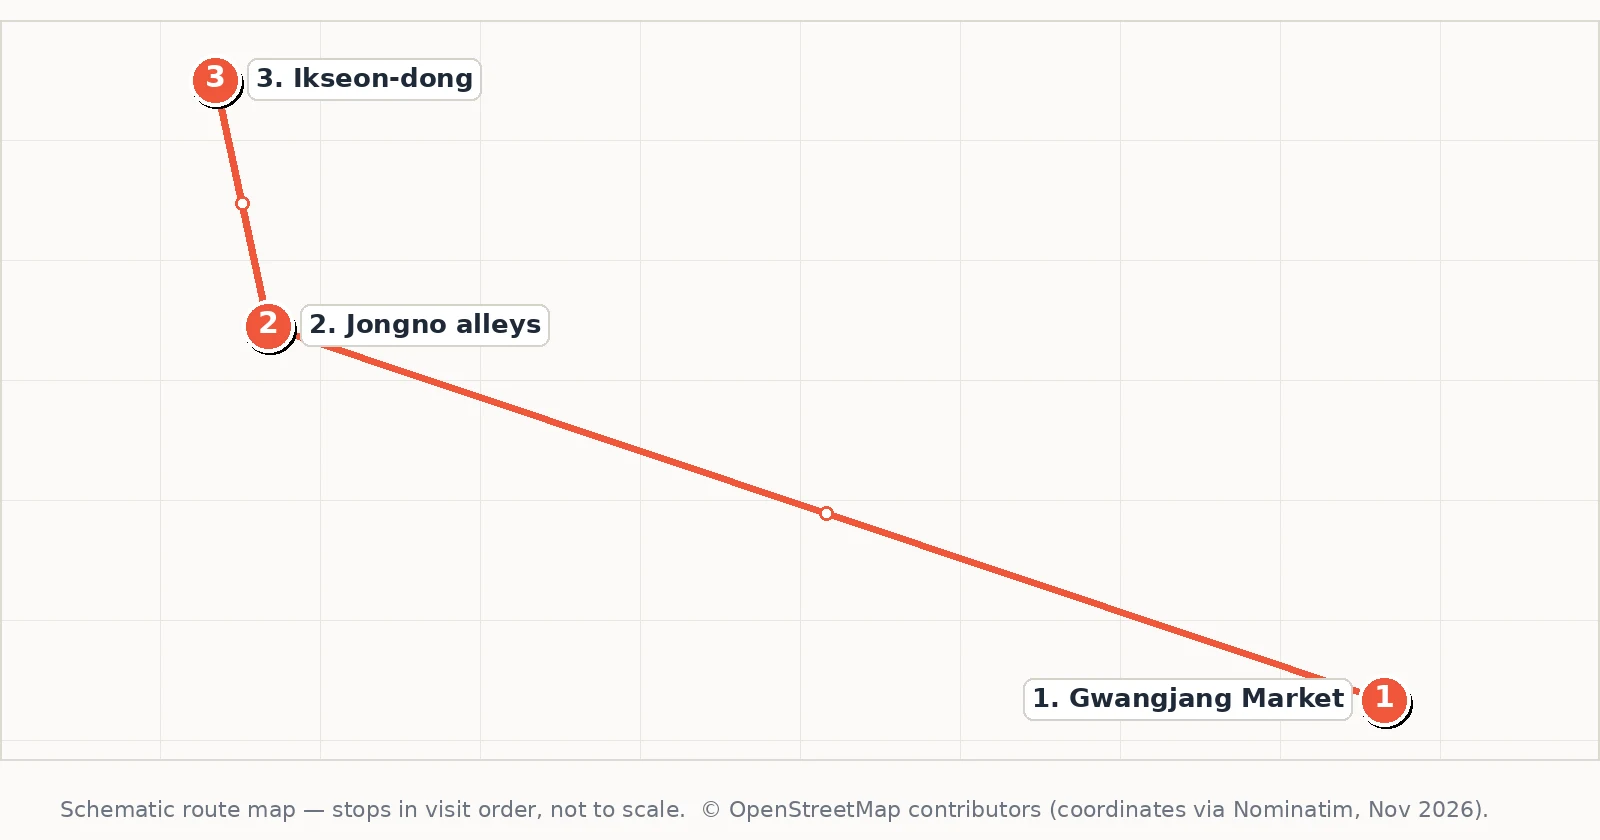 3 3. Ikseon-dong
2 2. Jongno alleys
1. Gwangjang Market 1
Schematic route map — stops in visit order, not to scale. © OpenStreetMap contributors (coordinates via Nominatim, Nov 2026).